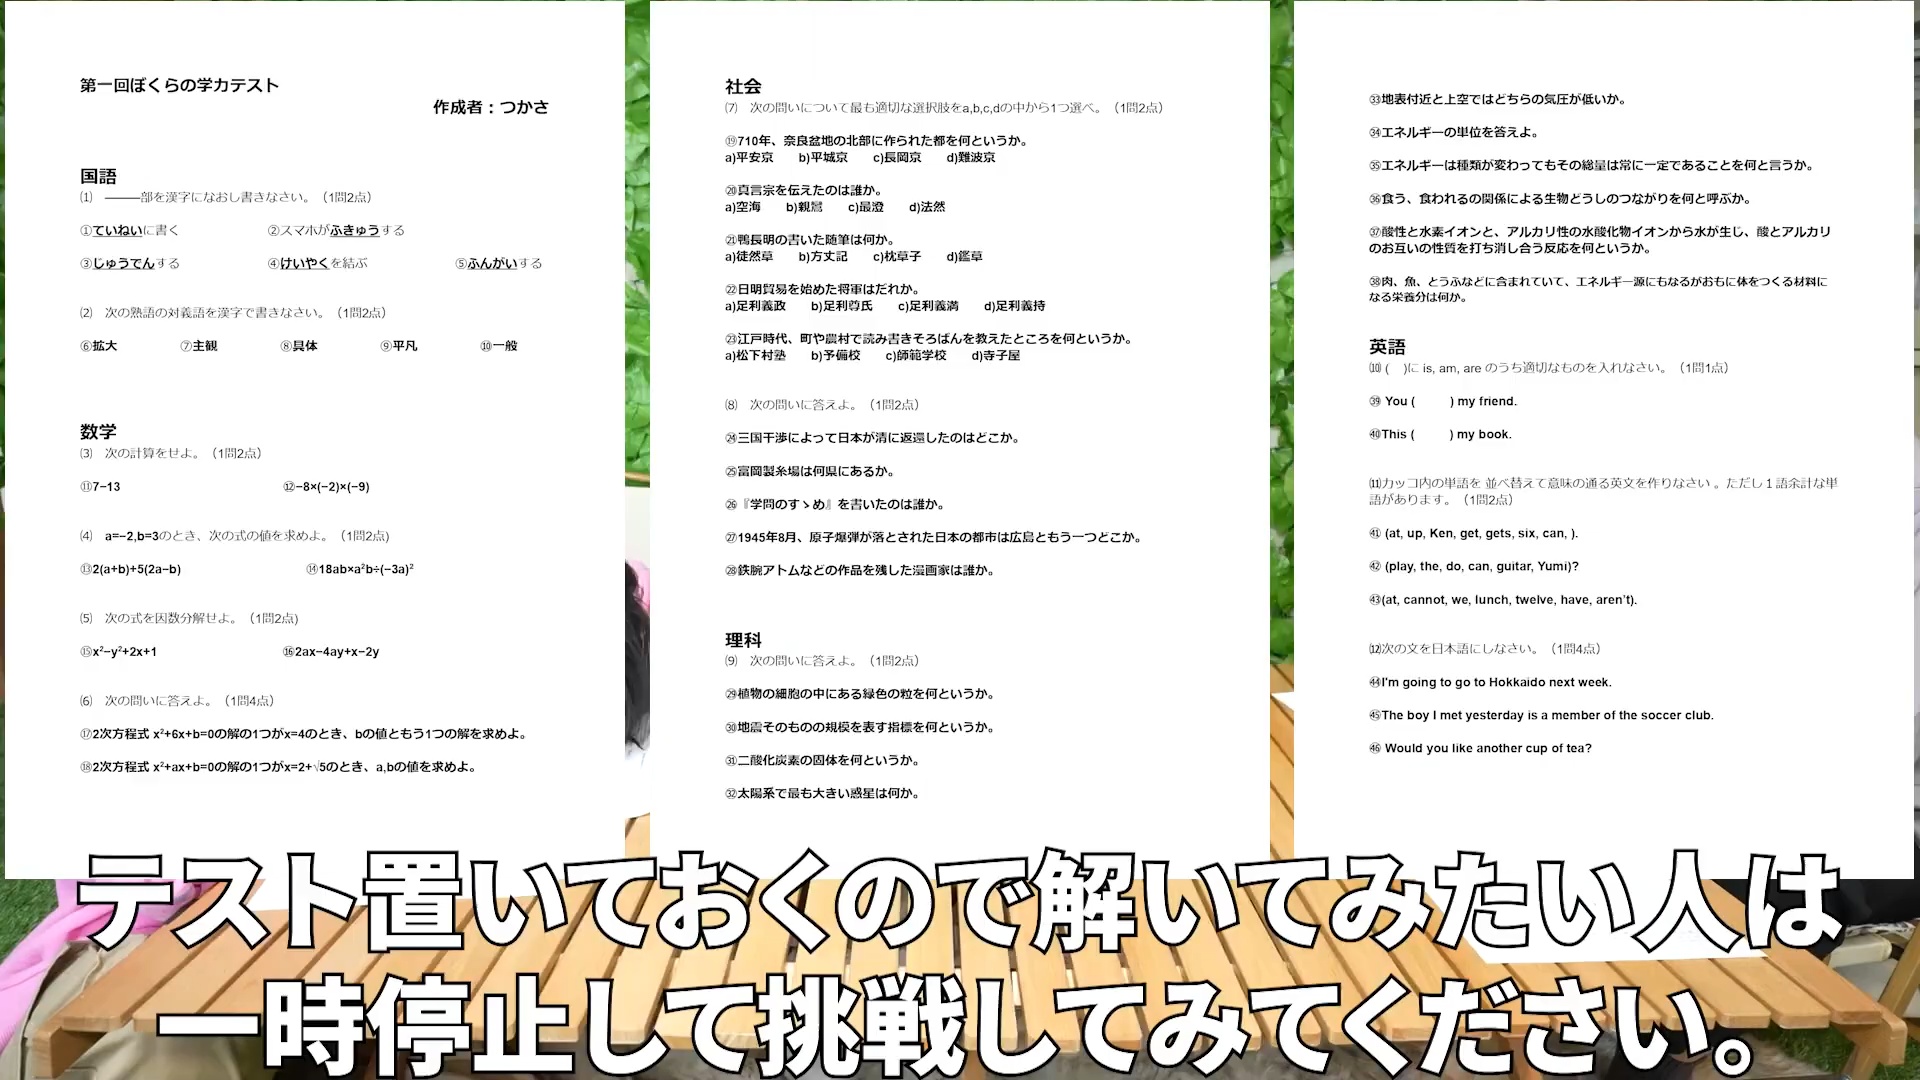 第一回ぼくらの学力テスト
作成者：つかさ
国語
⑴　―――部を漢字になおし書きなさい。（1問2点）
①ていねいに書く　②スマホがふきゅうする
③じゅうでんする　④けいやくを結ぶ　⑤ふんがいする
⑵　次の熟語の対義語を漢字で書きなさい。（1問2点）
⑥拡大　⑦主観　⑧具体　⑨平凡　⑩一般
数学
⑶　次の計算をせよ。（1問2点）
⑪7−13　⑫−8×(−2)×(−9)
⑷　a=−2,b=3のとき、次の式の値を求めよ。（1問2点)
⑬2(a+b)+5(2a−b)　⑭18ab×a²b÷(−3a)²
⑸　次の式を因数分解せよ。（1問2点)
⑮x²−y²+2x+1　⑯2ax−4ay+x−2y
⑹　次の問いに答えよ。（1問4点）
⑰2次方程式 x²+6x+b=0の解の1つがx=4のとき、bの値ともう1つの解を求めよ。
⑱2次方程式 x²+ax+b=0の解の1つがx=2+√5のとき、a,bの値を求めよ。
社会
⑺　次の問いについて最も適切な選択肢をa,b,c,dの中から1つ選べ。（1問2点）
⑲710年、奈良盆地の北部に作られた都を何というか。
a)平安京　b)平城京　c)長岡京　d)難波京
⑳真言宗を伝えたのは誰か。
a)空海　b)親鸞　c)最澄　d)法然
㉑鴨長明の書いた随筆は何か。
a)徒然草　b)方丈記　c)枕草子　d)鑑草
㉒日明貿易を始めた将軍はだれか。
a)足利義政　b)足利尊氏　c)足利義満　d)足利義持
㉓江戸時代、町や農村で読み書きそろばんを教えたところを何というか。
a)松下村塾　b)予備校　c)師範学校　d)寺子屋
⑻　次の問いに答えよ。（1問2点）
㉔三国干渉によって日本が清に返還したのはどこか。
㉕富岡製糸場は何県にあるか。
㉖『学問のすゝめ』を書いたのは誰か。
㉗1945年8月、原子爆弾が落とされた日本の都市は広島ともう一つどこか。
㉘鉄腕アトムなどの作品を残した漫画家は誰か。
理科
⑼　次の問いに答えよ。（1問2点）
㉙植物の細胞の中にある緑色の粒を何というか。
㉚地震そのものの規模を表す指標を何というか。
㉛二酸化炭素の固体を何というか。
㉜太陽系で最も大きい惑星は何か。
㉝地表付近と上空ではどちらの気圧が低いか。
㉞エネルギーの単位を答えよ。
㉟エネルギーは種類が変わってもその総量は常に一定であることを何と言うか。
㊱食う、食われるの関係による生物どうしのつながりを何と呼ぶか。
㊲酸性と水素イオンと、アルカリ性の水酸化物イオンから水が生じ、酸とアルカリ
のお互いの性質を打ち消し合う反応を何というか。
㊳肉、魚、とうふなどに含まれていて、エネルギー源にもなるがおもに体をつくる材料に
なる栄養分は何か。
英語
⑽ (　)に is, am, are のうち適切なものを入れなさい。（1問1点）
㊴ You (　　) my friend.
㊵This (　　) my book.
⑾カッコ内の単語を 並べ替えて意味の通る英文を作りなさい 。ただし１語余計な単
語があります。（1問2点）
㊶ (at, up, Ken, get, gets, six, can, ).
㊷ (play, the, do, can, guitar, Yumi)?
㊸(at, cannot, we, lunch, twelve, have, aren’t).
⑿次の文を日本語にしなさい。（1問4点）
㊹I'm going to go to Hokkaido next week.
㊺The boy I met yesterday is a member of the soccer club.
㊻ Would you like another cup of tea?
テスト置いておくので解いてみたい人は
一時停止して挑戦してみてください。